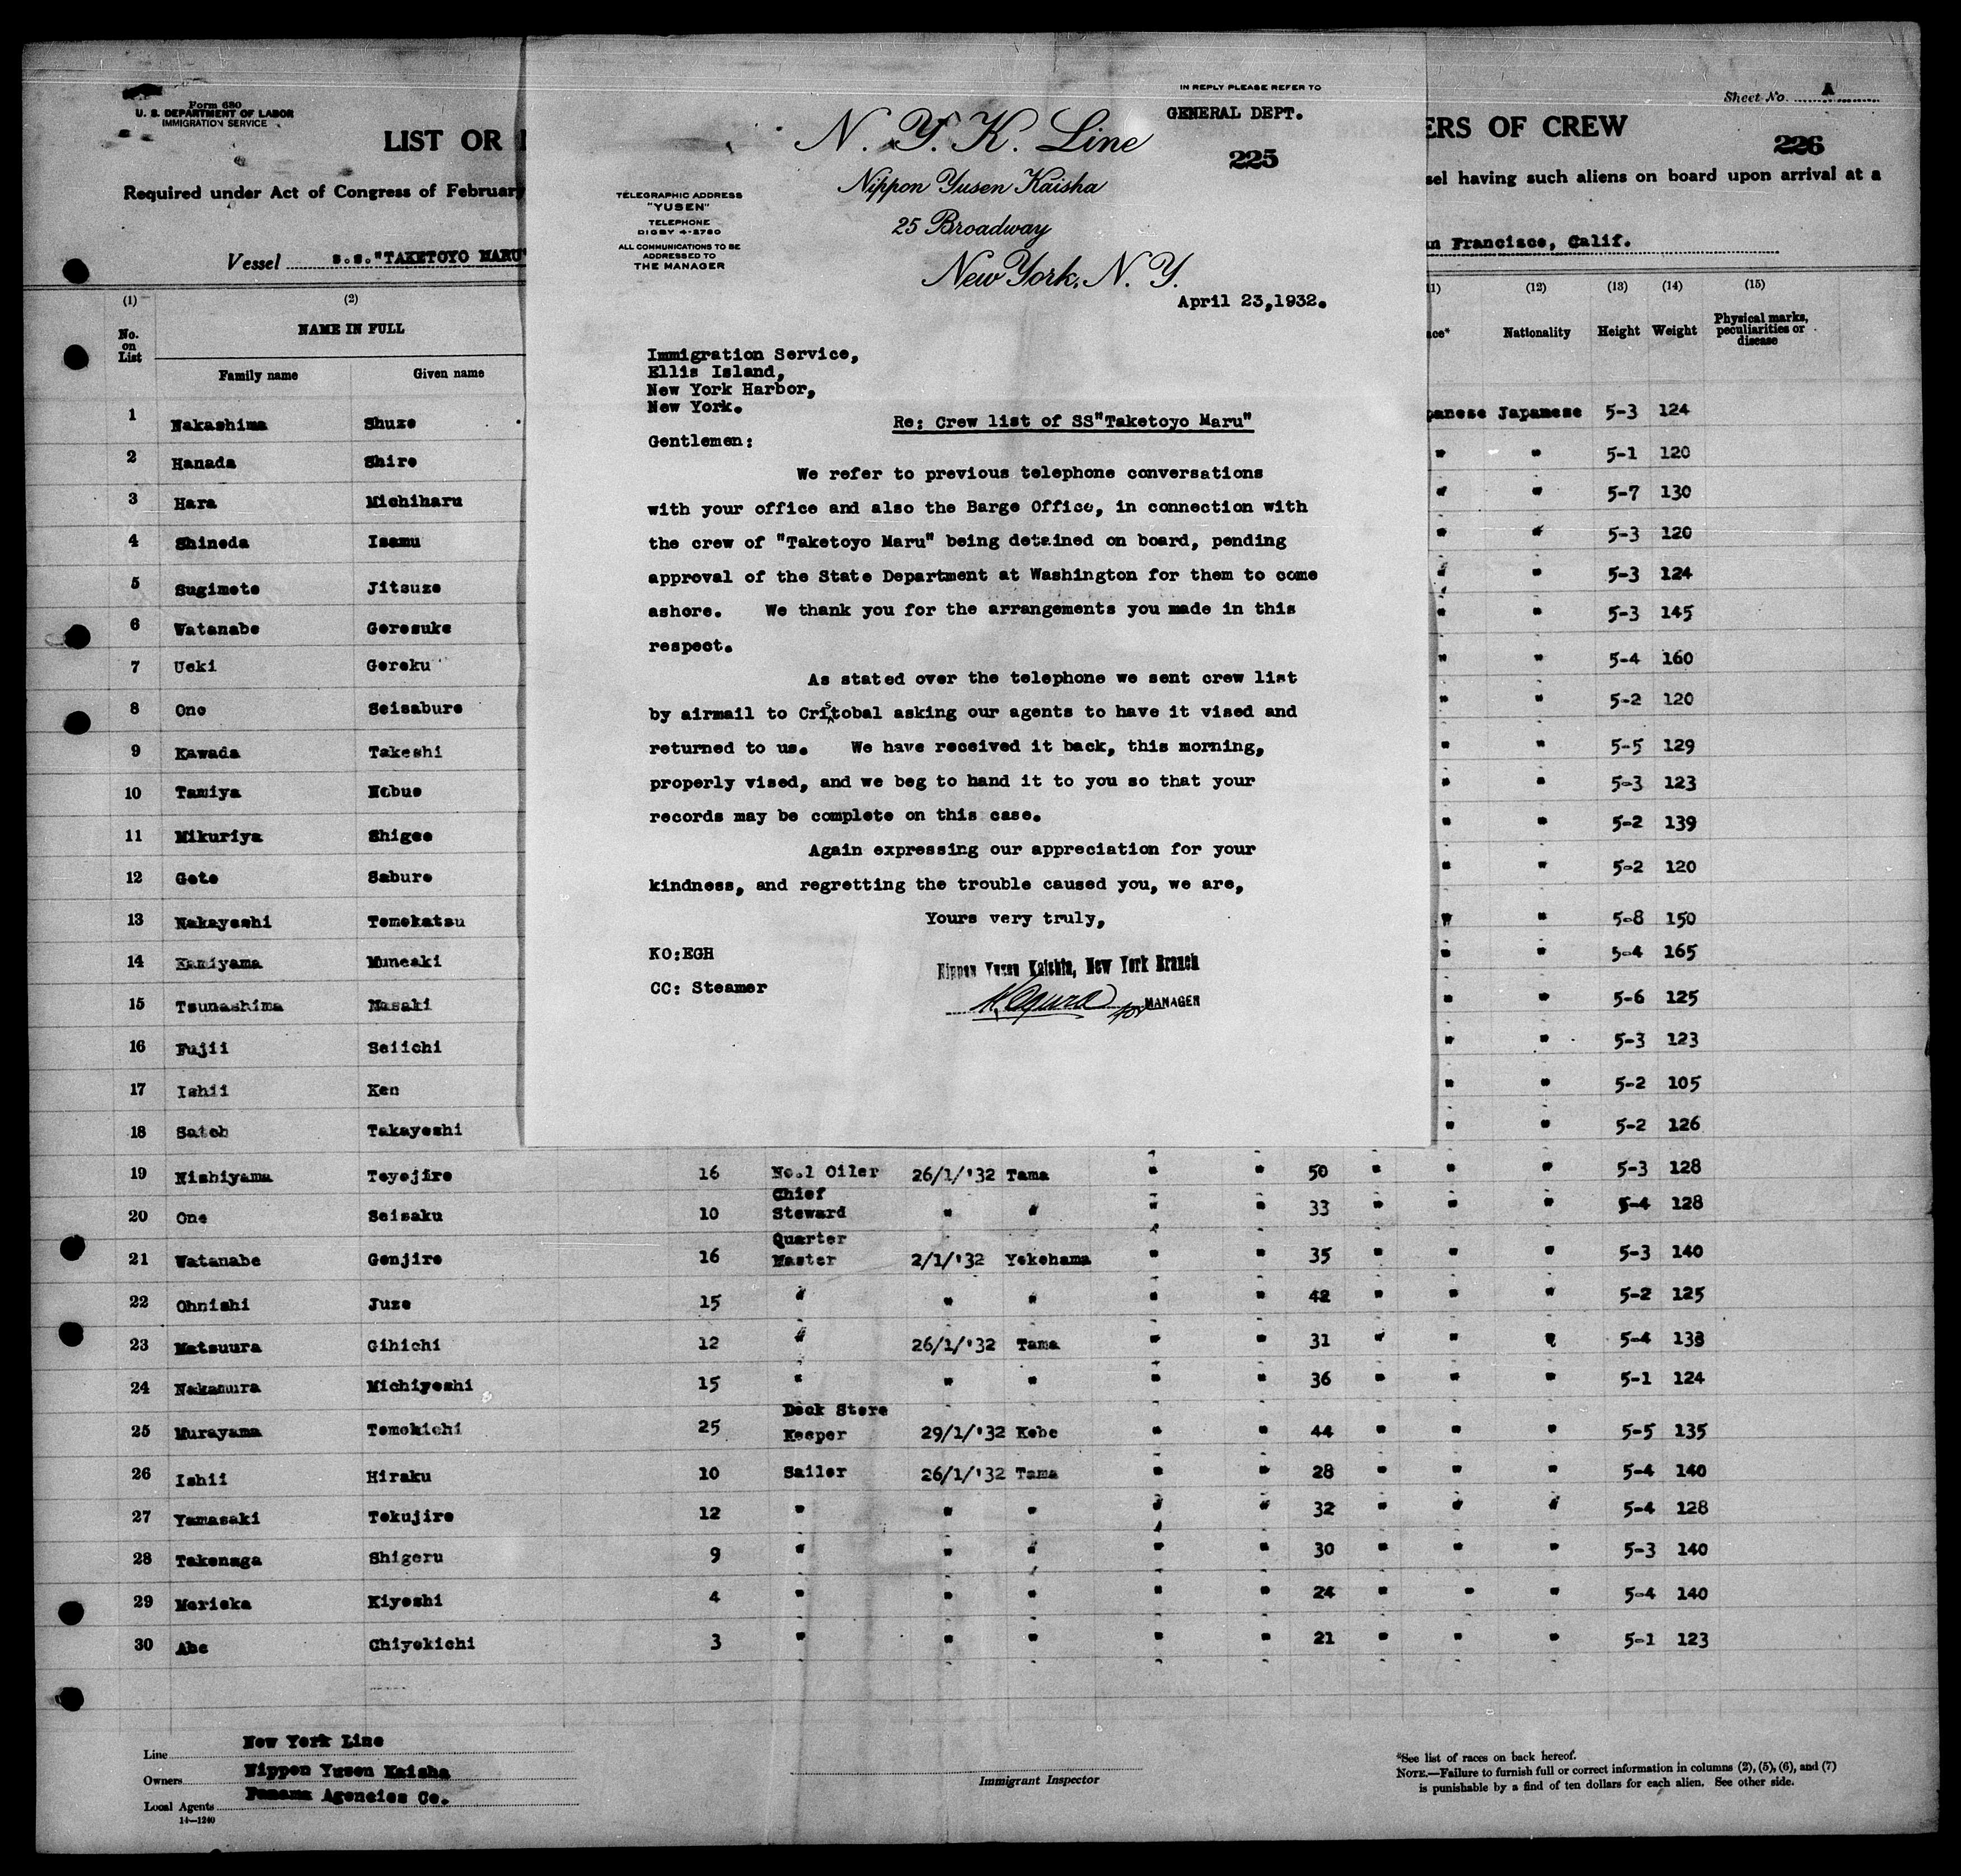 Form 680
U. S. DEPARTMENT OF LABOR
IMMIGRATION SERVICE
LIST OR
ERS OF CREW
Sheet No. A
226
Required under Act of Congress of February
sel having such aliens on board upon arrival at a
Vessel s.s."TAKETOYO MARU"
n Francisco, Calif.
IN REPLY PLEASE REFER TO
GENERAL DEPT.
225
N. Y. K. Line
Nippon Yusen Kaisha
25 Broadway
New York, N. Y.
TELEGRAPHIC ADDRESS
"YUSEN"
TELEPHONE
DIGBY 4-2780
ALL COMMUNICATIONS TO BE
ADDRESSED TO
THE MANAGER
April 23,1932.
Immigration Service,
Ellis Island,
New York Harbor,
New York.
Re: Crew list of SS"Taketoyo Maru"
Gentlemen:
We refer to previous telephone conversations
with your office and also the Barge Office, in connection with
the crew of "Taketoyo Maru" being detained on board, pending
approval of the State Department at Washington for them to come
ashore. We thank you for the arrangements you made in this
respect.
As stated over the telephone we sent crew list
by airmail to Cristobal asking our agents to have it vised and
returned to us. We have received it back, this morning,
properly vised, and we beg to hand it to you so that your
records may be complete on this case.
Again expressing our appreciation for your
kindness, and regretting the trouble caused you, we are,
Yours very truly,
KO:EGH
CC: Steamer
Nippon Yusen Kaisha, New York Branch
K. Ogura for MANAGER
(1) (2) 11) (12) (13) (14) (15)
No. on List NAME IN FULL ace* Nationality Height Weight Physical marks, peculiarities or disease
Family name Given name
1 Nakashima Shuzo panese Japanese 5-3 124
2 Hanada Shiro " " 5-1 120
3 Hara Michiharu " " 5-7 130
4 Shinoda Isamu " " 5-3 120
5 Sugimoto Jitsuzo " " 5-3 124
6 Watanabe Gorosuke " " 5-3 145
7 Ueki Goroku " " 5-4 160
8 Ono Seisaburo " " 5-2 120
9 Kawada Takeshi " " 5-5 129
10 Tamiya Nobuo " " 5-3 123
11 Mikuriya Shigeo " " 5-2 139
12 Goto Saburo " " 5-2 120
13 Nakayoshi Tomokatsu " " 5-8 150
14 Kamiyama Muneaki " " 5-4 165
15 Tsunashima Masaki " " 5-6 125
16 Fujii Seiichi " " 5-3 123
17 Ishii Ken " " 5-2 105
18 Satoh Takayoshi " " 5-2 126
19 Nishiyama Toyojiro 16 No.1 Oiler 26/1/'32 Tama " " 50 " " " 5-3 128
20 Ono Seisaku 10 Chief Steward " " " " 33 " " " 5-4 128
21 Watanabe Genjiro 16 Quarter Master 2/1/'32 Yokohama " " 35 " " " 5-3 140
22 Ohnishi Juzo 15 " " " " " 42 " " " 5-2 125
23 Matsuura Gihichi 12 " 26/1/'32 Tama " " 31 " " " 5-4 133
24 Nakamura Michiyoshi 15 " " " " " 36 " " " 5-1 124
25 Murayama Tomokichi 25 Deck Store Keeper 29/1/'32 Kobe " " 44 " " " 5-5 135
26 Ishii Hiraku 10 Sailor 26/1/'32 Tama " " 28 " " " 5-4 140
27 Yamasaki Tokujiro 12 " " " " " 32 " " " 5-4 128
28 Takenaga Shigeru 9 " " " " " 30 " " " 5-3 140
29 Morioka Kiyoshi 4 " " " " " 24 " " " 5-4 140
30 Abe Chiyokichi 3 " " " " " 21 " " " 5-1 123
Line New York Line
Owners Nippon Yusen Kaisha
Local Agents Panama Agencies Co.
14—1240
Immigrant Inspector
*See list of races on back hereof.
NOTE.—Failure to furnish full or correct information in columns (2), (5), (6), and (7)
is punishable by a find of ten dollars for each alien. See other side.